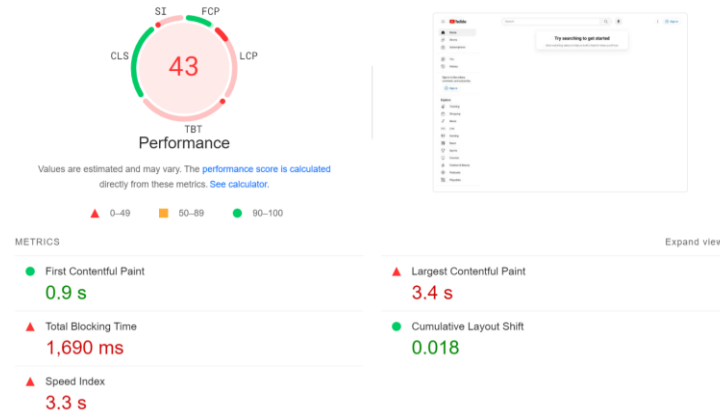 SI
FCP
CLS
LCP
43
TBT
Performance
Values are estimated and may vary. The performance score is calculated
directly from these metrics. See calculator.
0–49
50–89
90–100
YouTube
Search
Sign in
Try searching to get started
METRICS
Expand view
First Contentful Paint
0.9 s
Largest Contentful Paint
3.4 s
Total Blocking Time
1,690 ms
Cumulative Layout Shift
0.018
Speed Index
3.3 s